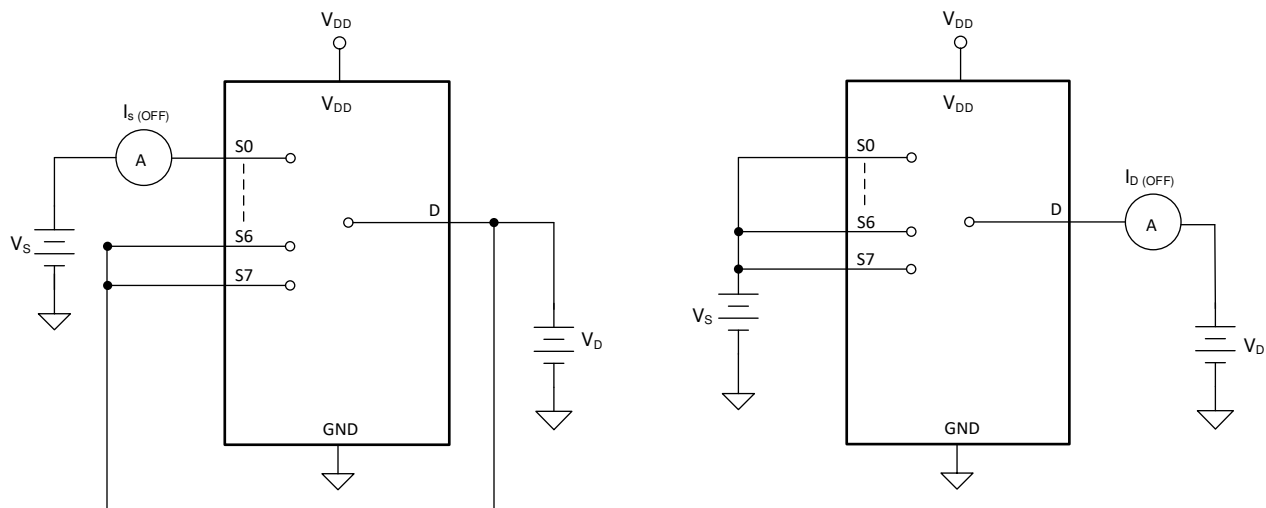 VDD
VDD
Is (OFF)
A
S0
D
S6
S7
VS
VD
GND
VDD
VDD
S0
ID (OFF)
A
D
S6
S7
VS
VD
GND